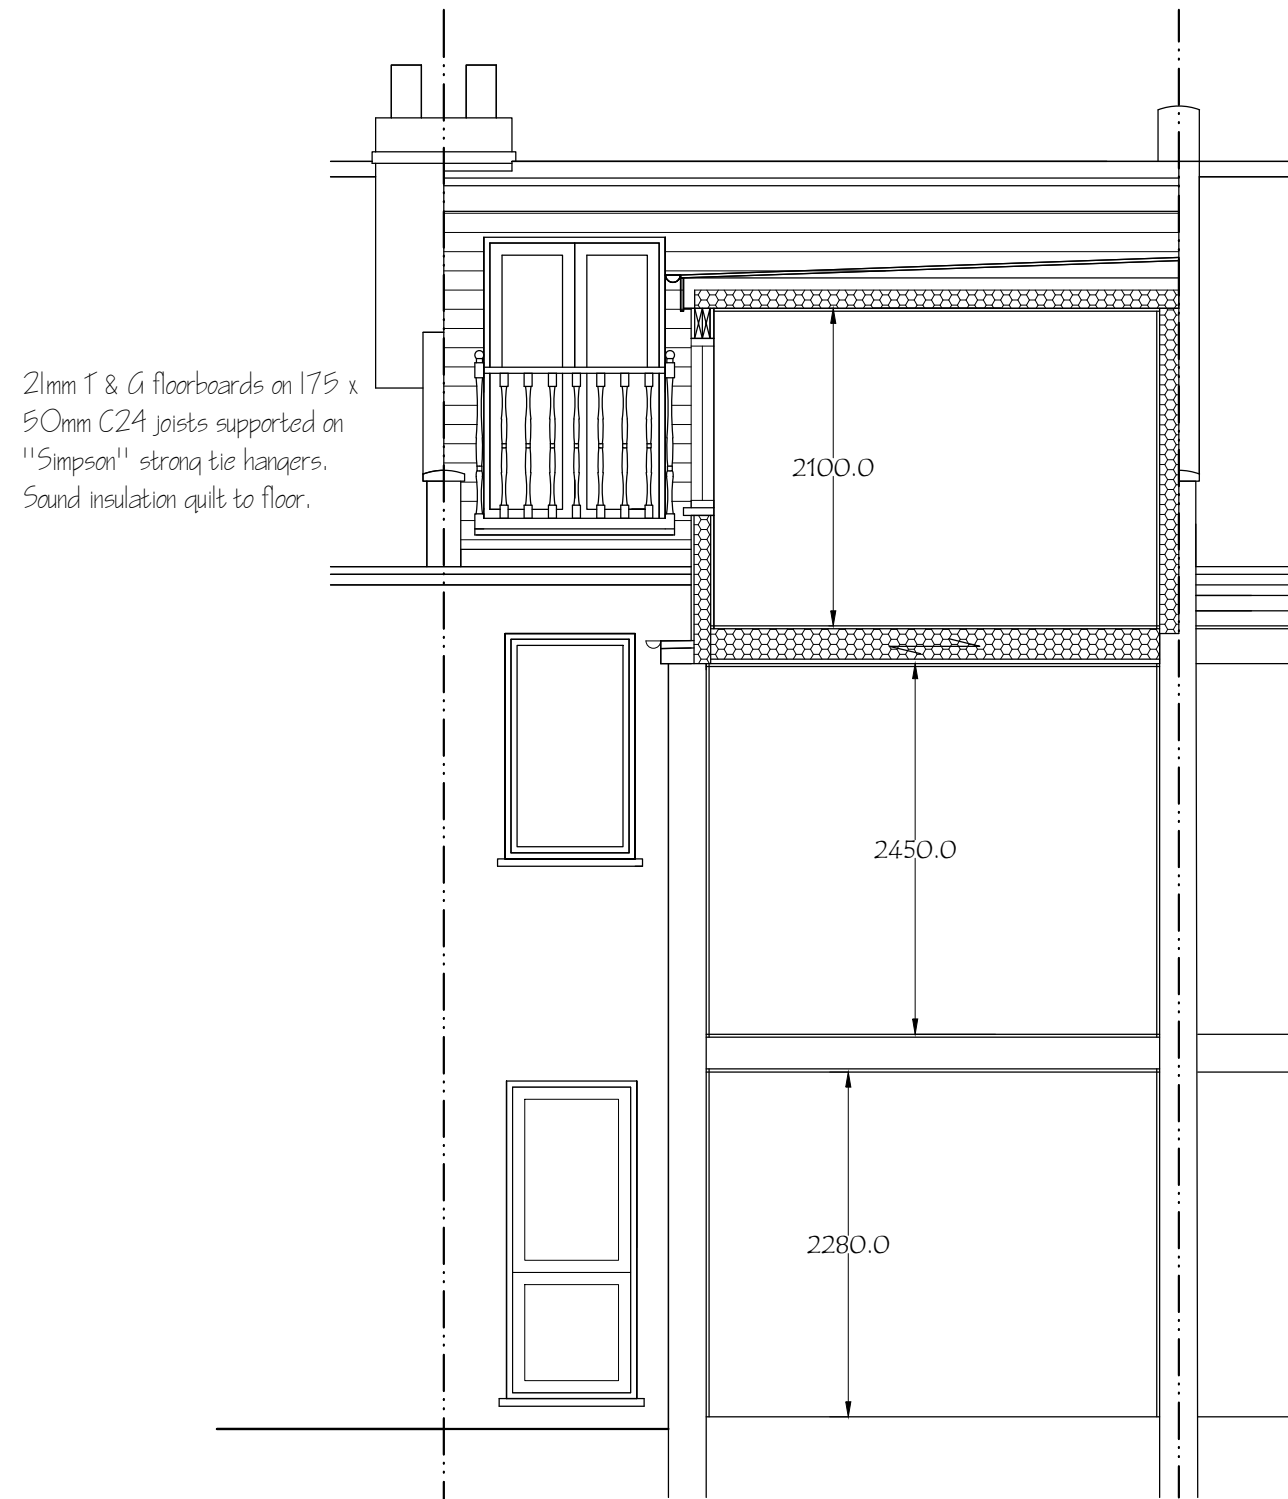 21mm T & G floorboards on 175 x
50mm C24 joists supported on
"Simpson" strong tie hangers.
Sound insulation quilt to floor.
2100.0
2450.0
2280.0